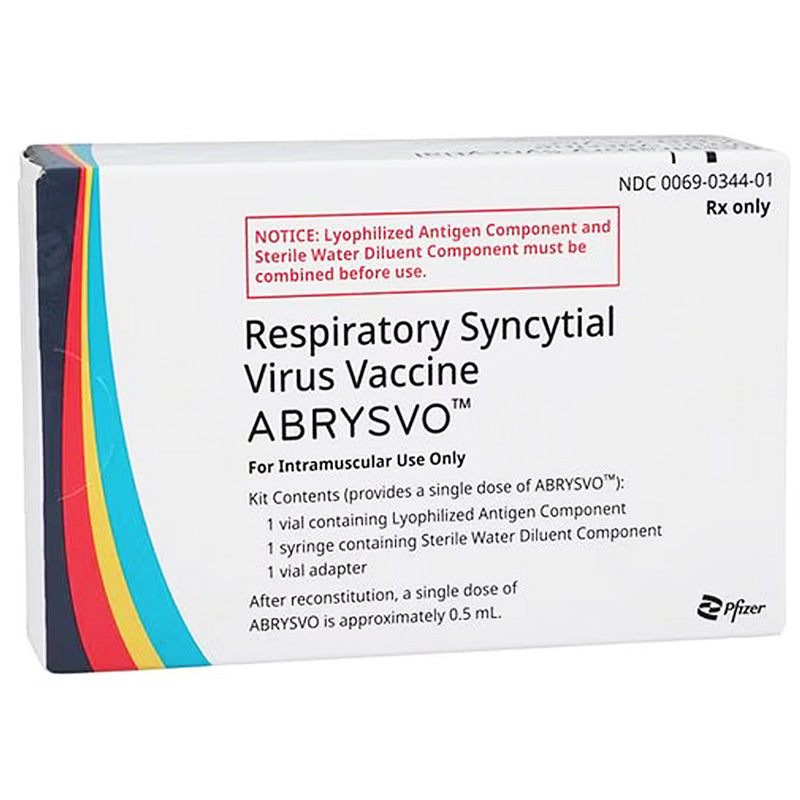 NDC 0069-0344-01
Rx only
NOTICE: Lyophilized Antigen Component and
Sterile Water Diluent Component must be
combined before use.
Respiratory Syncytial
Virus Vaccine
ABRYSVO™
For Intramuscular Use Only
Kit Contents (provides a single dose of ABRYSVO™):
1 vial containing Lyophilized Antigen Component
1 syringe containing Sterile Water Diluent Component
1 vial adapter
After reconstitution, a single dose of
ABRYSVO is approximately 0.5 mL.
Pfizer